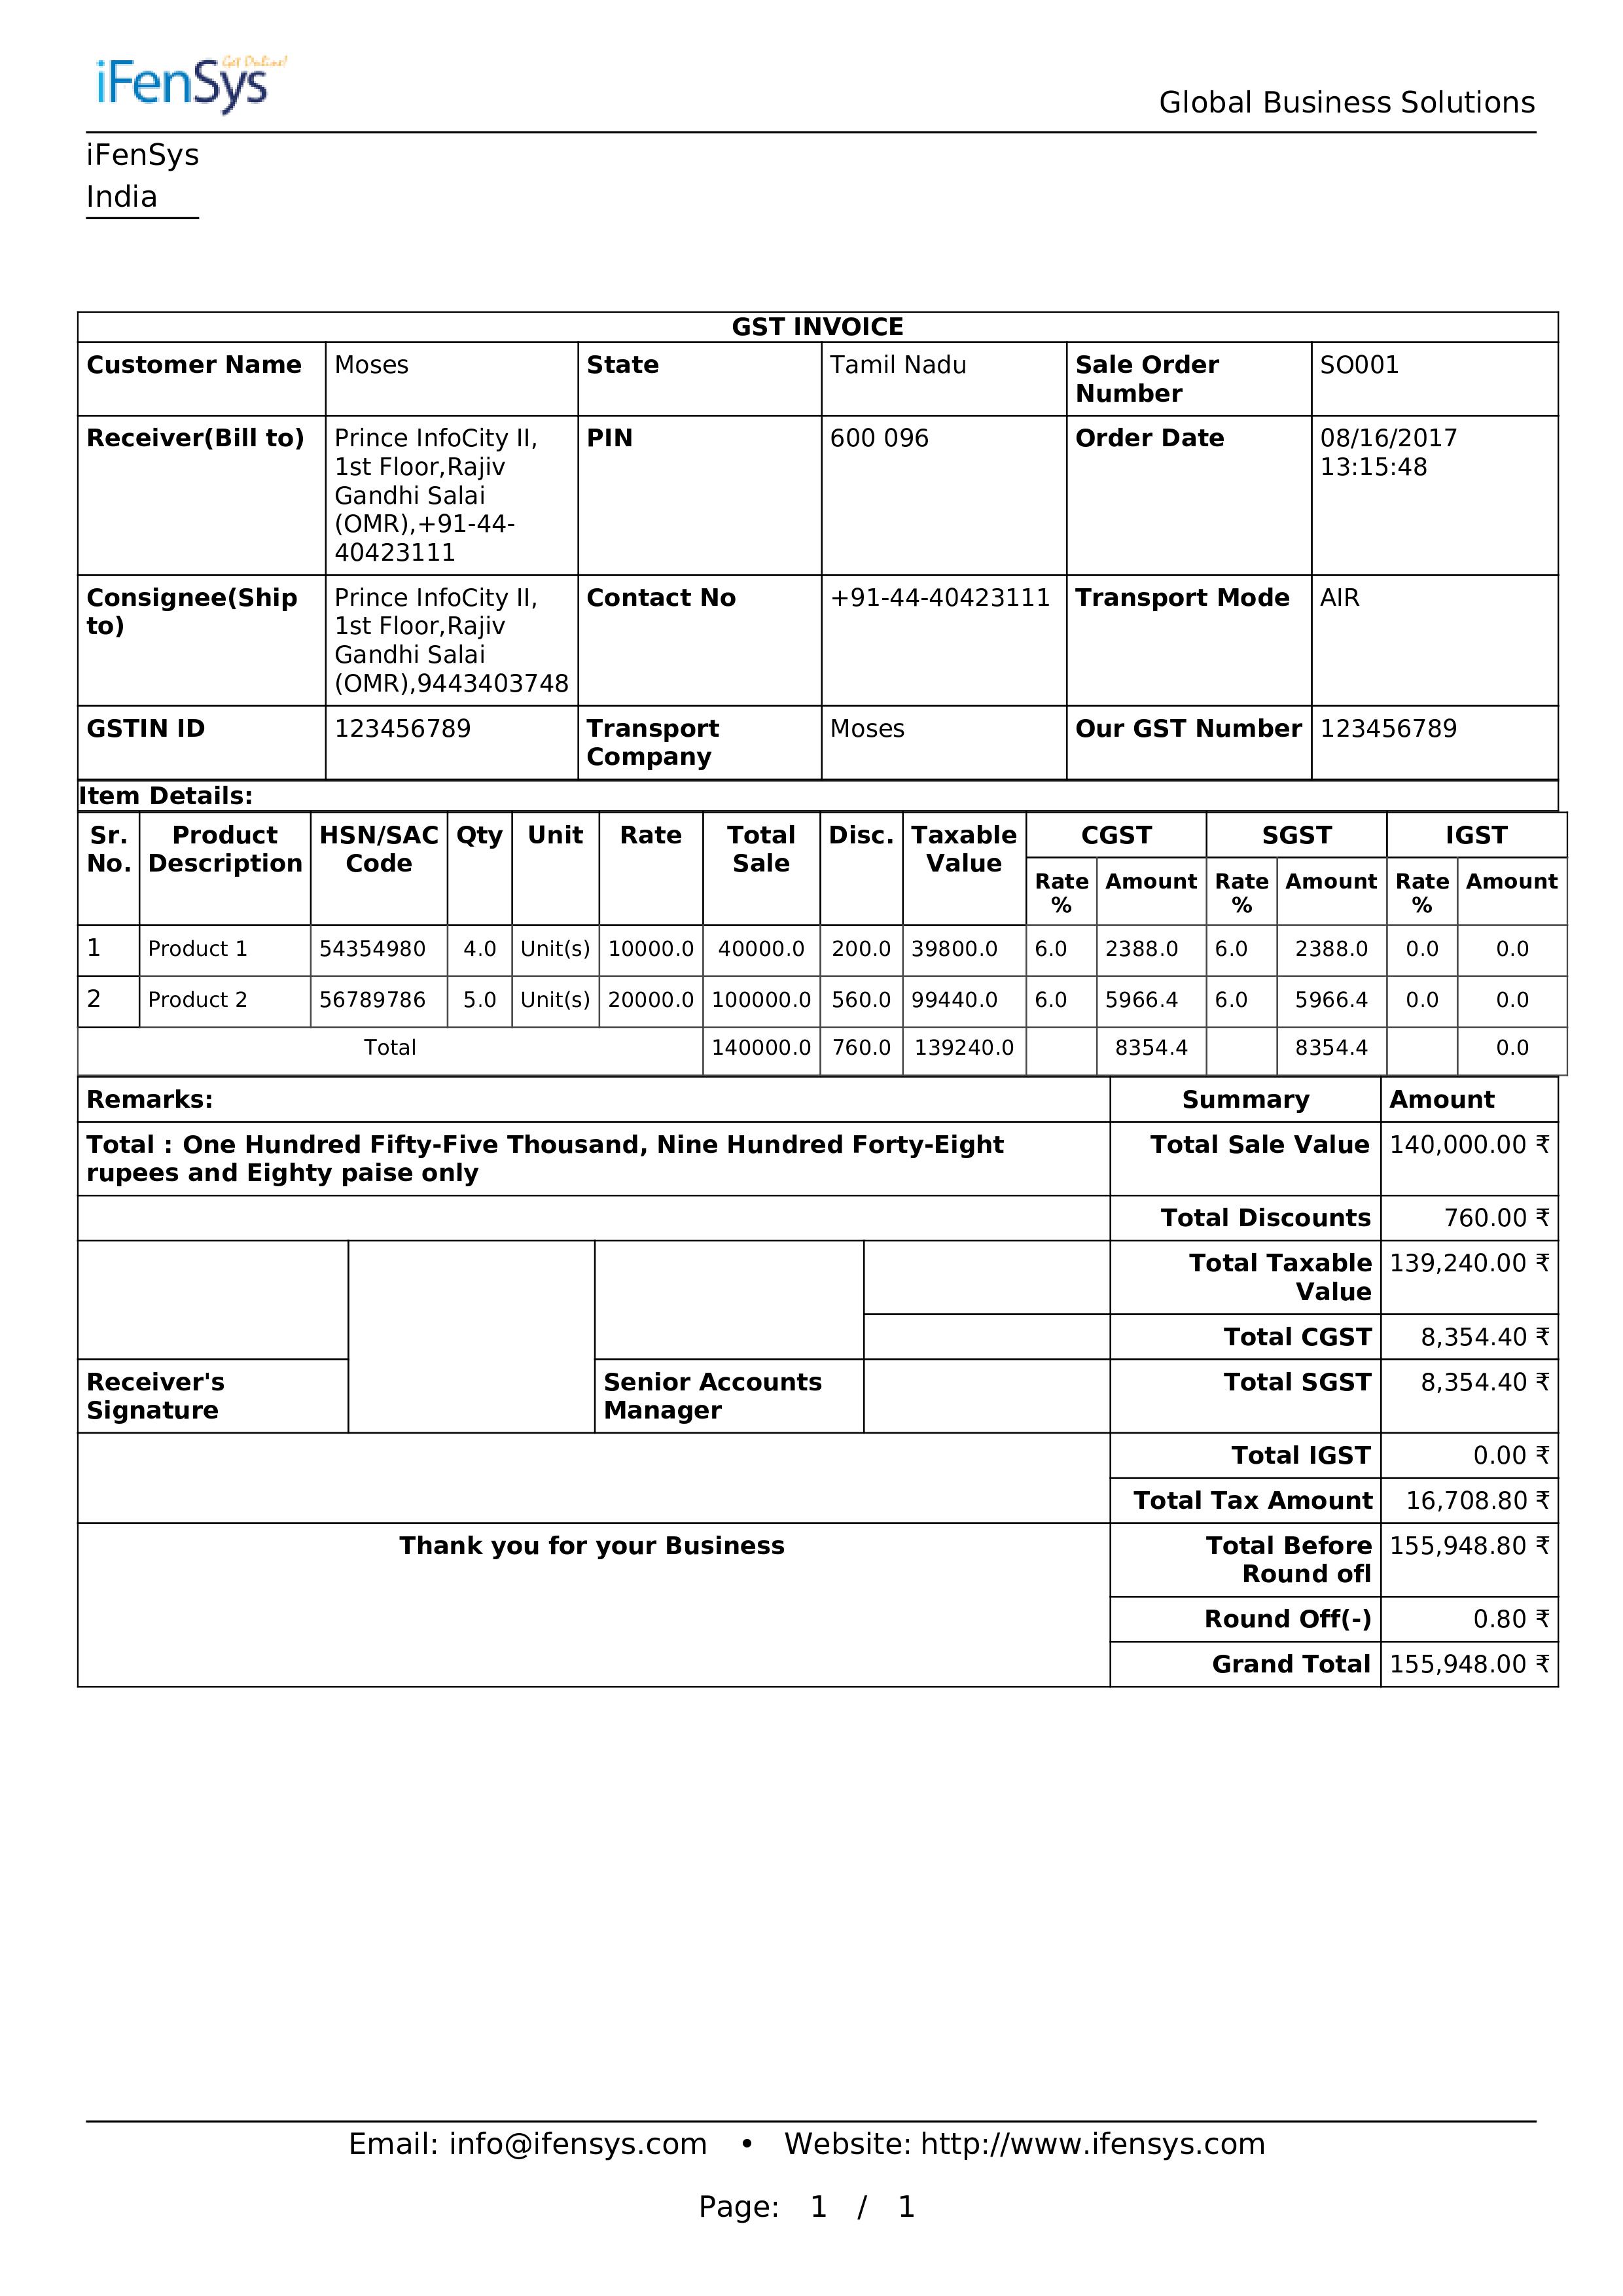 iFenSys Get Online!
Global Business Solutions
iFenSys
India
GST INVOICE
Customer Name Moses State Tamil Nadu Sale Order Number SO001
Receiver(Bill to) Prince InfoCity II, 1st Floor,Rajiv Gandhi Salai (OMR),+91-44-40423111 PIN 600 096 Order Date 08/16/2017 13:15:48
Consignee(Ship to) Prince InfoCity II, 1st Floor,Rajiv Gandhi Salai (OMR),9443403748 Contact No +91-44-40423111 Transport Mode AIR
GSTIN ID 123456789 Transport Company Moses Our GST Number 123456789
Item Details:
Sr. No. Product Description HSN/SAC Code Qty Unit Rate Total Sale Disc. Taxable Value CGST SGST IGST
Rate % Amount Rate % Amount Rate % Amount
1 Product 1 54354980 4.0 Unit(s) 10000.0 40000.0 200.0 39800.0 6.0 2388.0 6.0 2388.0 0.0 0.0
2 Product 2 56789786 5.0 Unit(s) 20000.0 100000.0 560.0 99440.0 6.0 5966.4 6.0 5966.4 0.0 0.0
Total 140000.0 760.0 139240.0 8354.4 8354.4 0.0
Remarks: Summary Amount
Total : One Hundred Fifty-Five Thousand, Nine Hundred Forty-Eight
rupees and Eighty paise only
Total Sale Value 140,000.00 ₹
Total Discounts 760.00 ₹
Total Taxable Value 139,240.00 ₹
Total CGST 8,354.40 ₹
Receiver's Signature Senior Accounts Manager Total SGST 8,354.40 ₹
Total IGST 0.00 ₹
Total Tax Amount 16,708.80 ₹
Thank you for your Business Total Before Round ofl 155,948.80 ₹
Round Off(-) 0.80 ₹
Grand Total 155,948.00 ₹
Email: info@ifensys.com • Website: http://www.ifensys.com
Page: 1 / 1